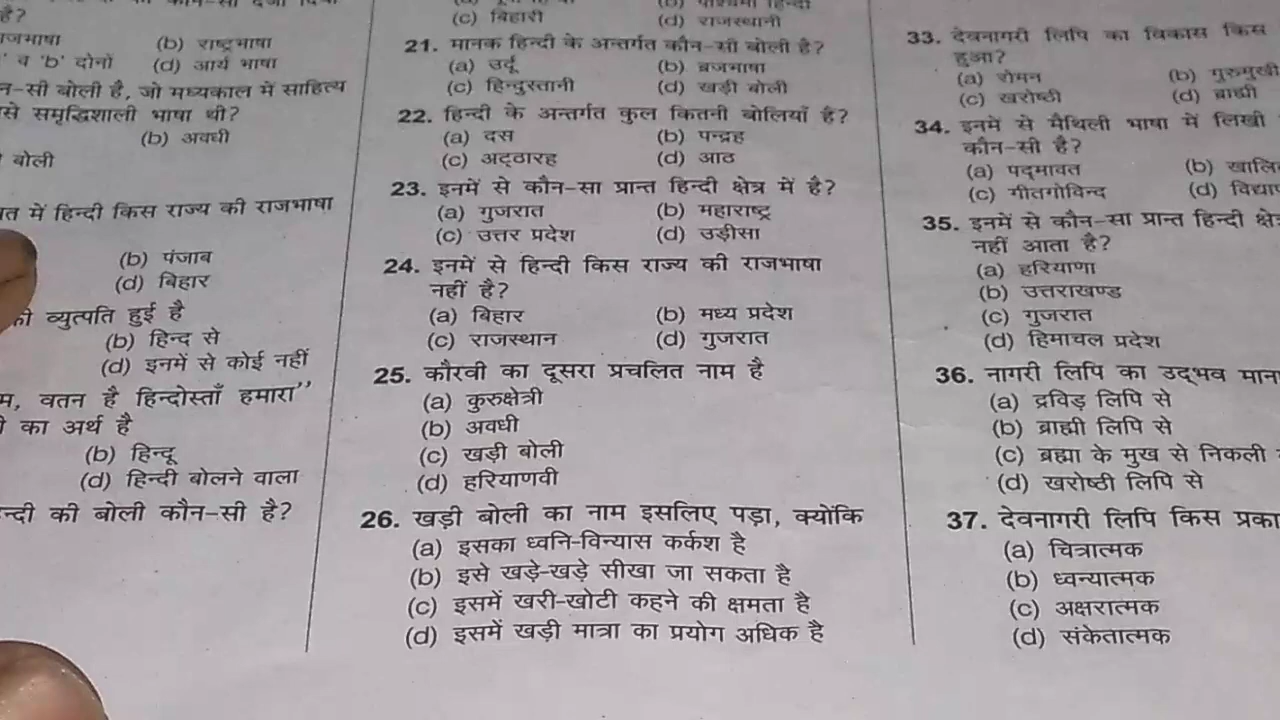 है?
(b) राष्ट्रभाषा
व 'b' दोनों (d) आर्य भाषा
बोली है, जो मध्यकाल में साहित्य
से समृद्धिशाली भाषा थी?
(b) अवधी
बोली
में हिन्दी किस राज्य की राजभाषा
(b) पंजाब
(d) बिहार
व्युत्पति हुई है
(b) हिन्द से
(d) इनमें से कोई नहीं
वतन है हिन्दोस्ताँ हमारा''
का अर्थ है
(b) हिन्दू
(d) हिन्दी बोलने वाला
की बोली कौन-सी है?
(c) बिहारी (d) राजस्थानी
21. मानक हिन्दी के अन्तर्गत कौन-सी बोली है?
(a) उर्दू (b) ब्रजभाषा
(c) हिन्दुस्तानी (d) खड़ी बोली
22. हिन्दी के अन्तर्गत कुल कितनी बोलियाँ हैं?
(a) दस (b) पन्द्रह
(c) अट्ठारह (d) आठ
23. इनमें से कौन-सा प्रान्त हिन्दी क्षेत्र में है?
(a) गुजरात (b) महाराष्ट्र
(c) उत्तर प्रदेश (d) उड़ीसा
24. इनमें से हिन्दी किस राज्य की राजभाषा
नहीं है?
(a) बिहार (b) मध्य प्रदेश
(c) राजस्थान (d) गुजरात
25. कौरवी का दूसरा प्रचलित नाम है
(a) कुरुक्षेत्री
(b) अवधी
(c) खड़ी बोली
(d) हरियाणवी
26. खड़ी बोली का नाम इसलिए पड़ा, क्योंकि
(a) इसका ध्वनि-विन्यास कर्कश है
(b) इसे खड़े-खड़े सीखा जा सकता है
(c) इसमें खरी-खोटी कहने की क्षमता है
(d) इसमें खड़ी मात्रा का प्रयोग अधिक है
33. देवनागरी लिपि का विकास किस
हुआ?
(a) रोमन (b) गुरुमुखी
(c) खरोष्ठी (d) ब्राह्मी
34. इनमें से मैथिली भाषा में लिखी
कौन-सी है?
(a) पद्मावत (b)
(c) गीतगोविन्द (d)
35. इनमें से कौन-सा प्रान्त हिन्दी
नहीं आता है?
(a) हरियाणा
(b) उत्तराखण्ड
(c) गुजरात
(d) हिमाचल प्रदेश
36. नागरी लिपि का उद्भव
(a) द्रविड़ लिपि से
(b) ब्राह्मी लिपि से
(c) ब्रह्मा के मुख से निकली
(d) खरोष्ठी लिपि से
37. देवनागरी लिपि किस
(a) चित्रात्मक
(b) ध्वन्यात्मक
(c) अक्षरात्मक
(d) संकेतात्मक